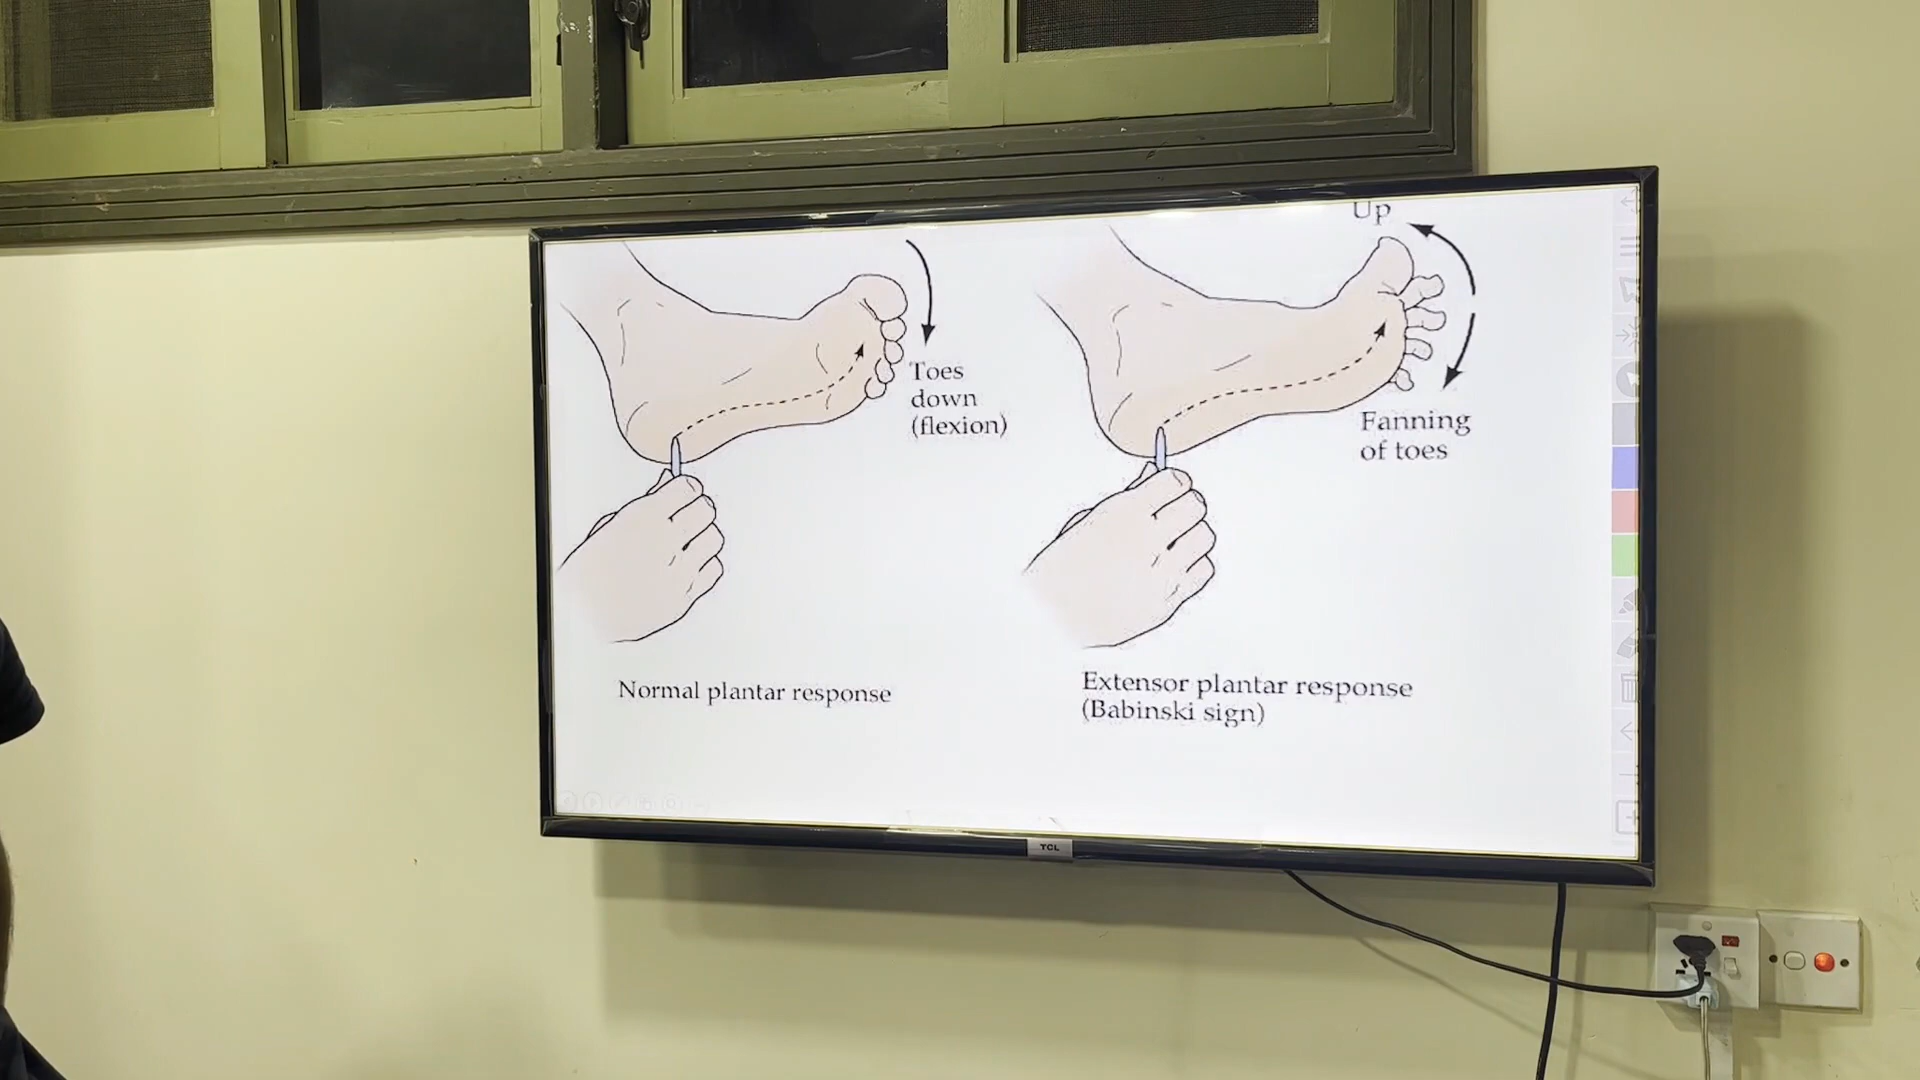 Up
Toes
down
(flexion)
Fanning
of toes
Normal plantar response
Extensor plantar response
(Babinski sign)
TCL